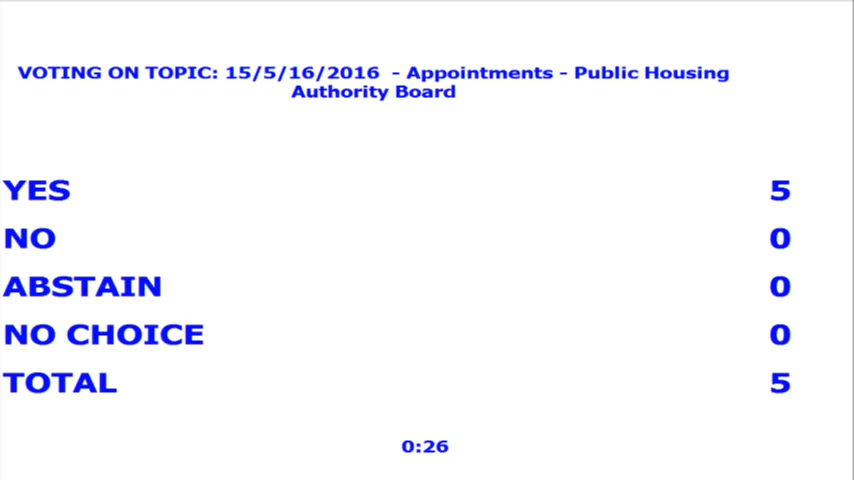 VOTING ON TOPIC: 15/5/16/2016 - Appointments - Public Housing
Authority Board
YES 5
NO 0
ABSTAIN 0
NO CHOICE 0
TOTAL 5
0:26